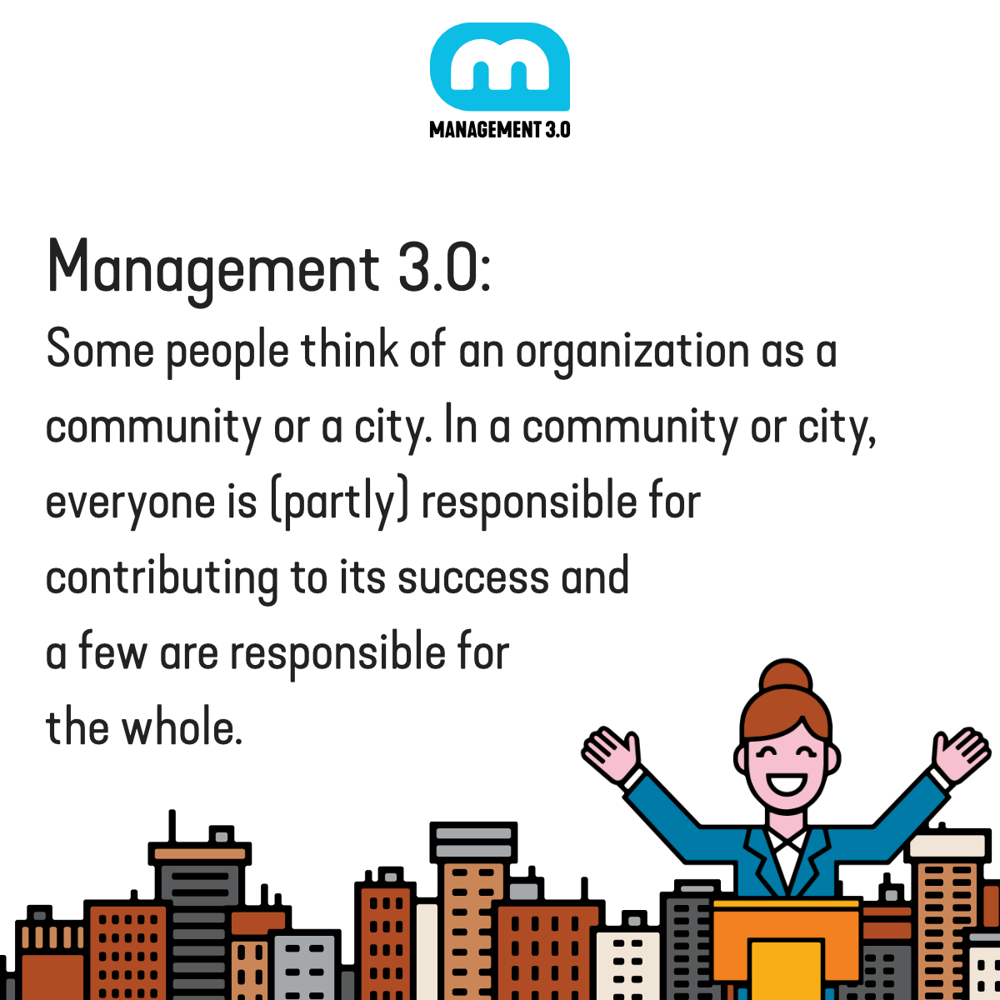 MANAGEMENT 3.0
Management 3.0:
Some people think of an organization as a
community or a city. In a community or city,
everyone is (partly) responsible for
contributing to its success and
a few are responsible for
the whole.